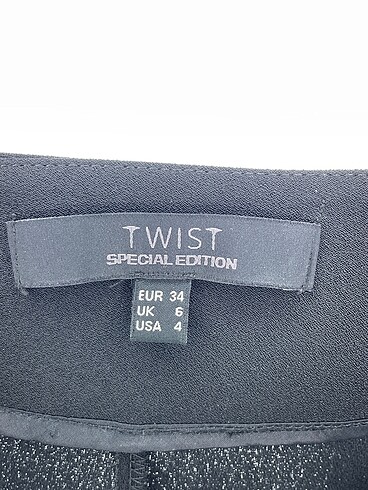 TWIST
SPECIAL EDITION
EUR 34
UK 6
USA 4